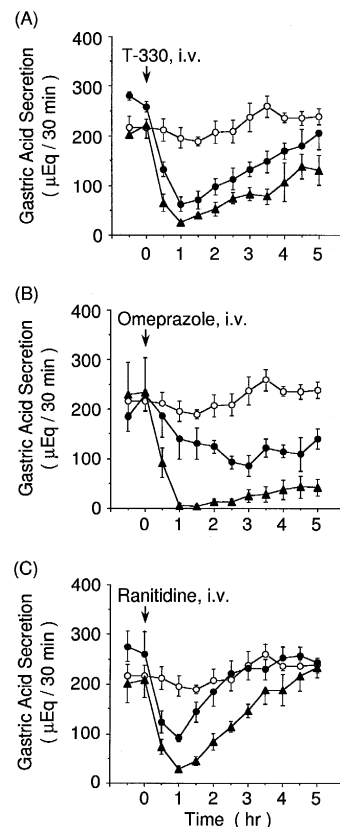 (A)
T-330, i.v.
Gastric Acid Secretion
( μEq / 30 min )
400
300
200
100
0
0 1 2 3 4 5
(B)
Omeprazole, i.v.
Gastric Acid Secretion
( μEq / 30 min )
400
300
200
100
0
0 1 2 3 4 5
(C)
Ranitidine, i.v.
Gastric Acid Secretion
( μEq / 30 min )
400
300
200
100
0
0 1 2 3 4 5
Time ( hr )